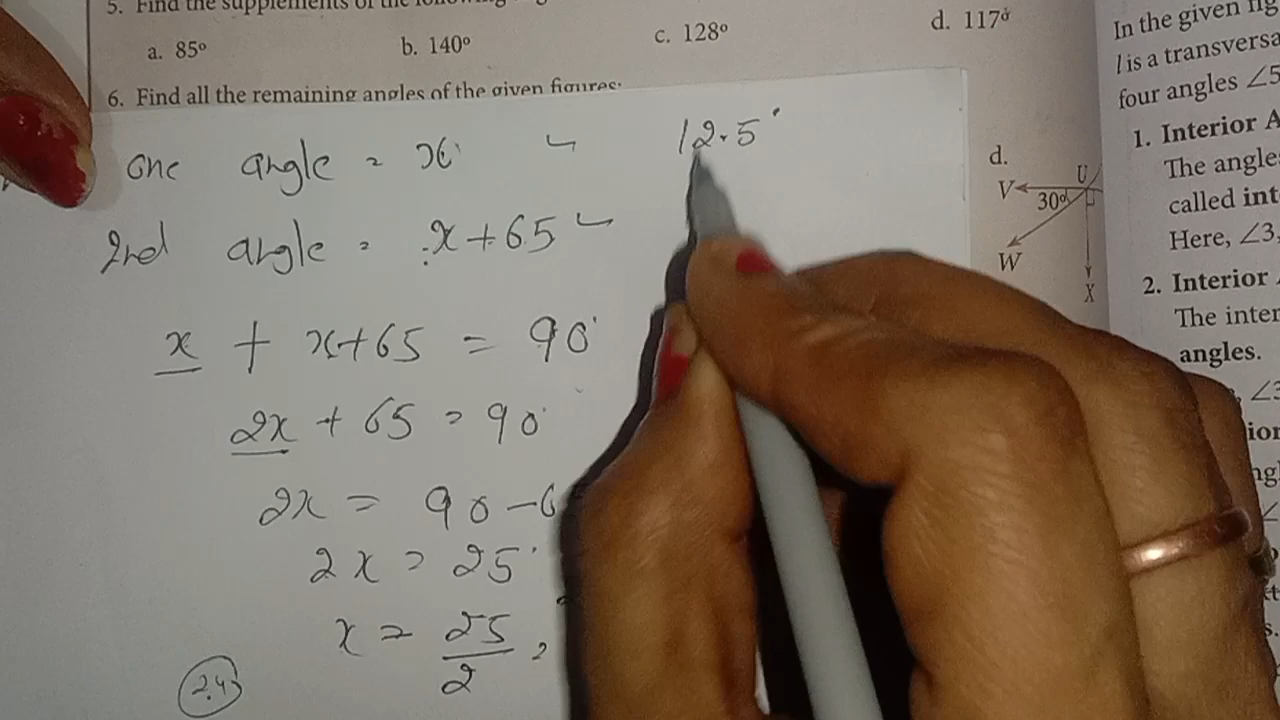 5. Find the supplements of the following
a. 85° b. 140° c. 128° d. 117°
6. Find all the remaining angles of the given figures:
one angle = x 12.5°
2nd angle = x+65
x + x+65 = 90°
2x + 65 = 90°
2x = 90-6
2x = 25°
x = 25/2
d.
V U
30°
W
X
In the given
l is a transversa
four angles ∠5
1. Interior A
The angle
called int
Here, ∠3,
2. Interior
The inter
angles.
∠3